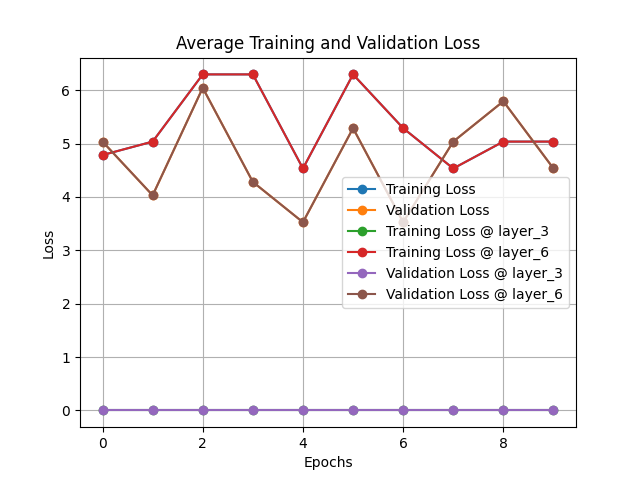 Average Training and Validation Loss
Loss
6
5
4
3
2
1
0
Training Loss
Validation Loss
Training Loss @ layer_3
Training Loss @ layer_6
Validation Loss @ layer_3
Validation Loss @ layer_6
0 2 4 6 8
Epochs